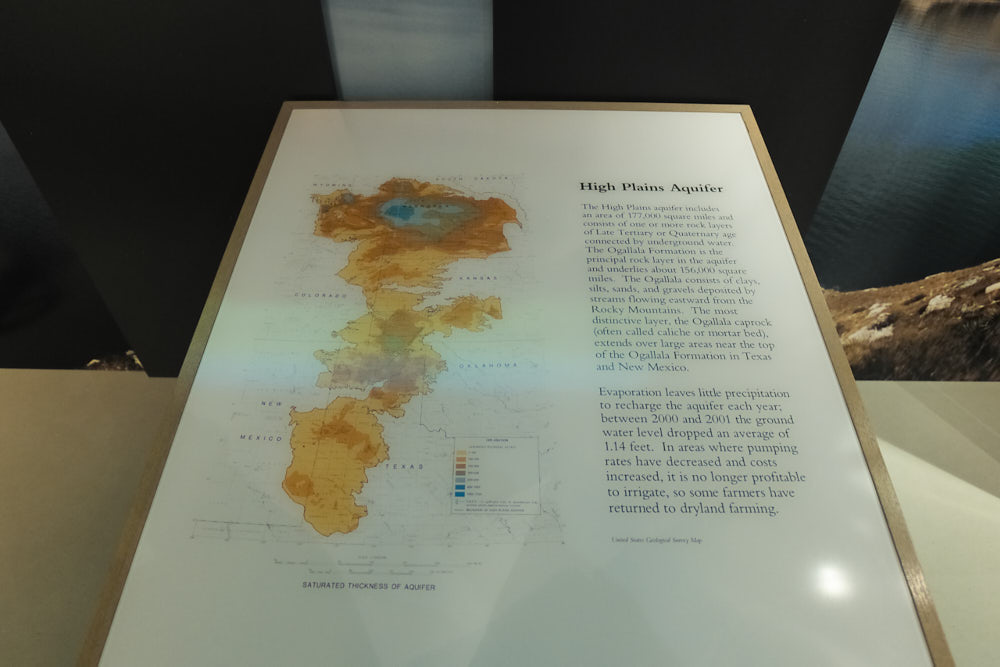 WYOMING
SOUTH DAKOTA
KANSAS
COLORADO
OKLAHOMA
NEW
MEXICO
TEXAS
SATURATED THICKNESS OF AQUIFER
High Plains Aquifer
The High Plains aquifer includes
an area of 177,000 square miles and
consists of one or more rock layers
of Late Tertiary or Quaternary age
connected by underground water.
The Ogallala Formation is the
principal rock layer in the aquifer
and underlies about 156,000 square
miles. The Ogallala consists of clays,
silts, sands, and gravels deposited by
streams flowing eastward from the
Rocky Mountains. The most
distinctive layer, the Ogallala caprock
(often called caliche or mortar bed),
extends over large areas near the top
of the Ogallala Formation in Texas
and New Mexico.
Evaporation leaves little precipitation
to recharge the aquifer each year;
between 2000 and 2001 the ground
water level dropped an average of
1.14 feet. In areas where pumping
rates have decreased and costs
increased, it is no longer profitable
to irrigate, so some farmers have
returned to dryland farming.
United States Geological Survey Map